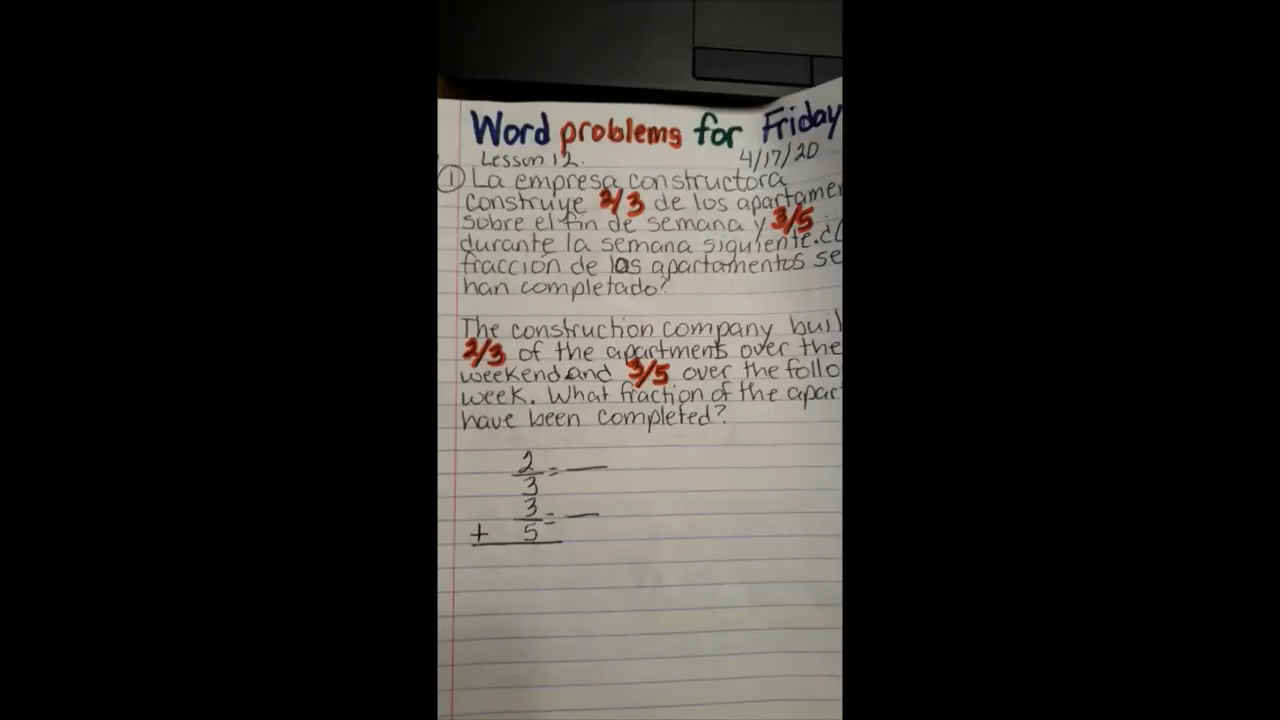 Word problems for Friday
Lesson 12.
4/17/20
1 La empresa constructora
construye 2/3 de los apartamen
sobre el fin de semana y 3/5
durante la semana siguiente.¿
fracción de los apartamentos se
han completado?
The construction company buil
2/3 of the apartments over the
weekend and 3/5 over the follo
week. What fraction of the apar
have been completed?
2/3 = __
+ 3/5 = __